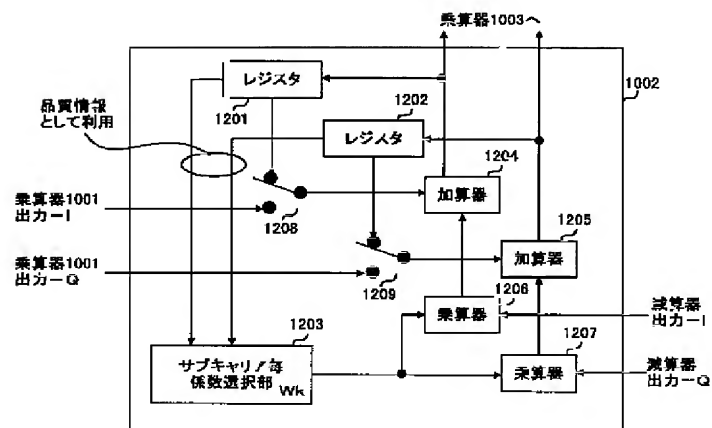 乗算器1003へ
レジスタ
1201
1202
レジスタ
1002
品質情報
として利用
1204
加算器
乗算器1001
出力ーI
1208
1205
加算器
乗算器1001
出力ーQ
1209
1206
乗算器
減算器
出力ーI
1203
サブキャリア毎
係数選択部
Wk
1207
乗算器
減算器
出力ーQ